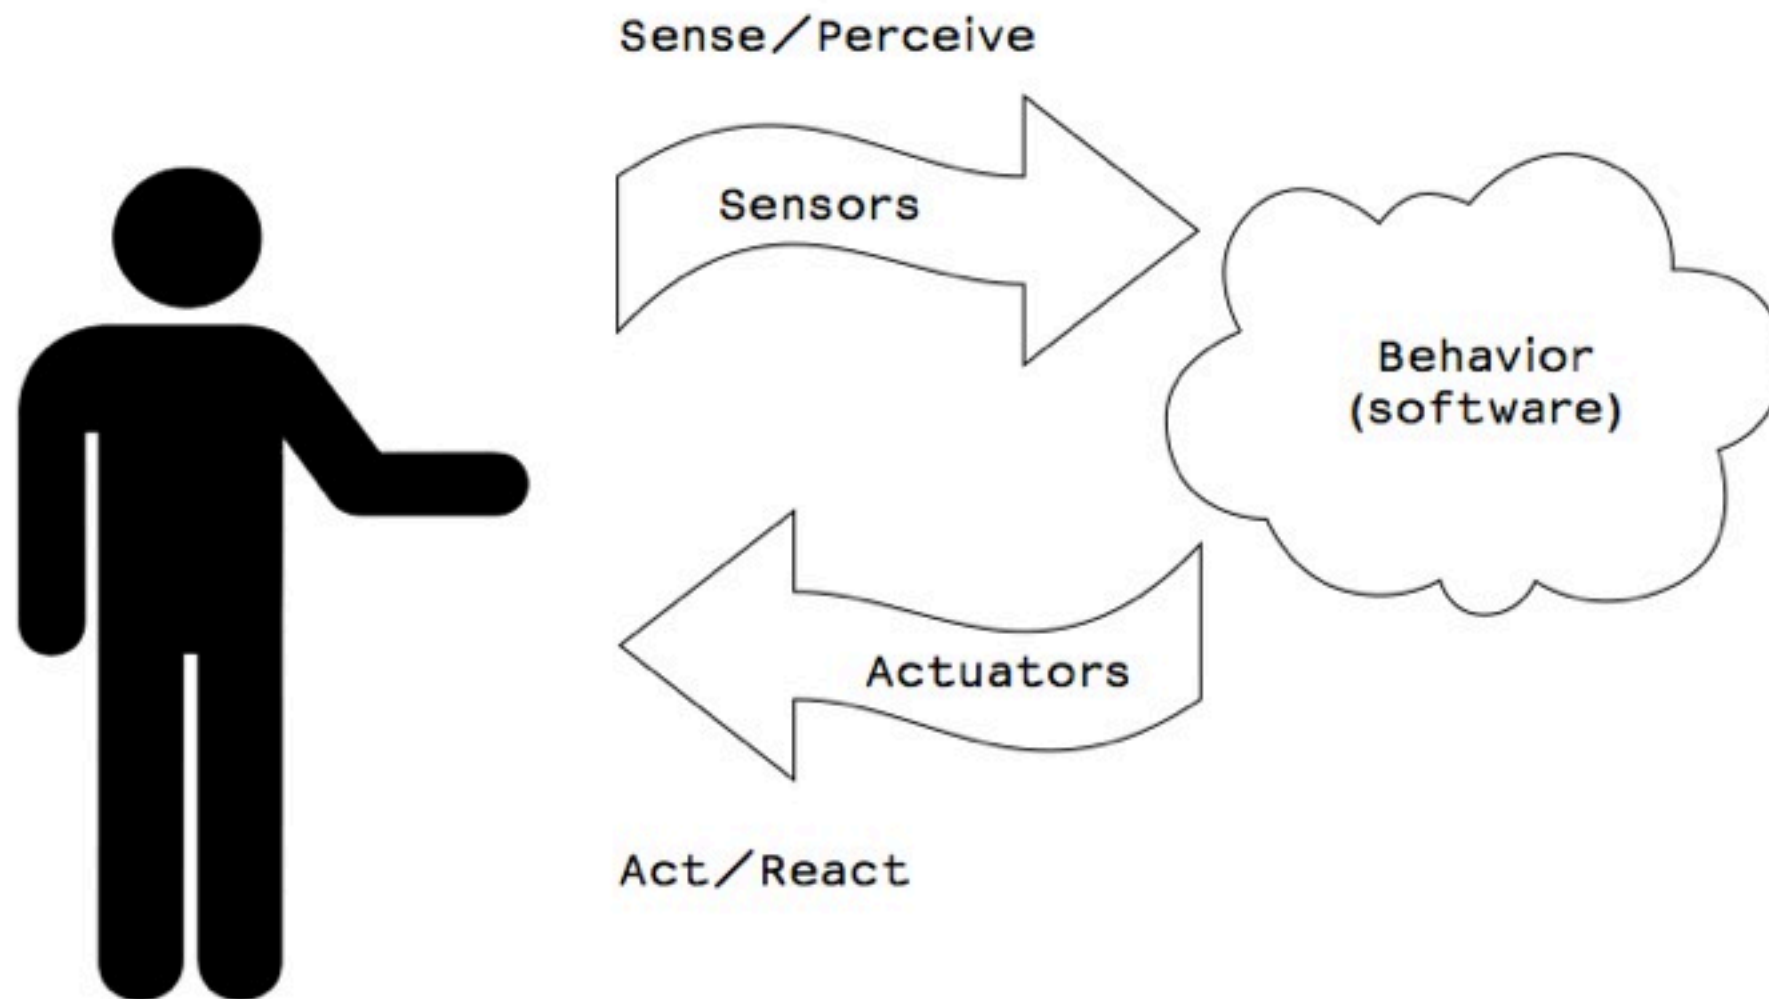 Sense/Perceive
Sensors
Behavior
(software)
Actuators
Act/React